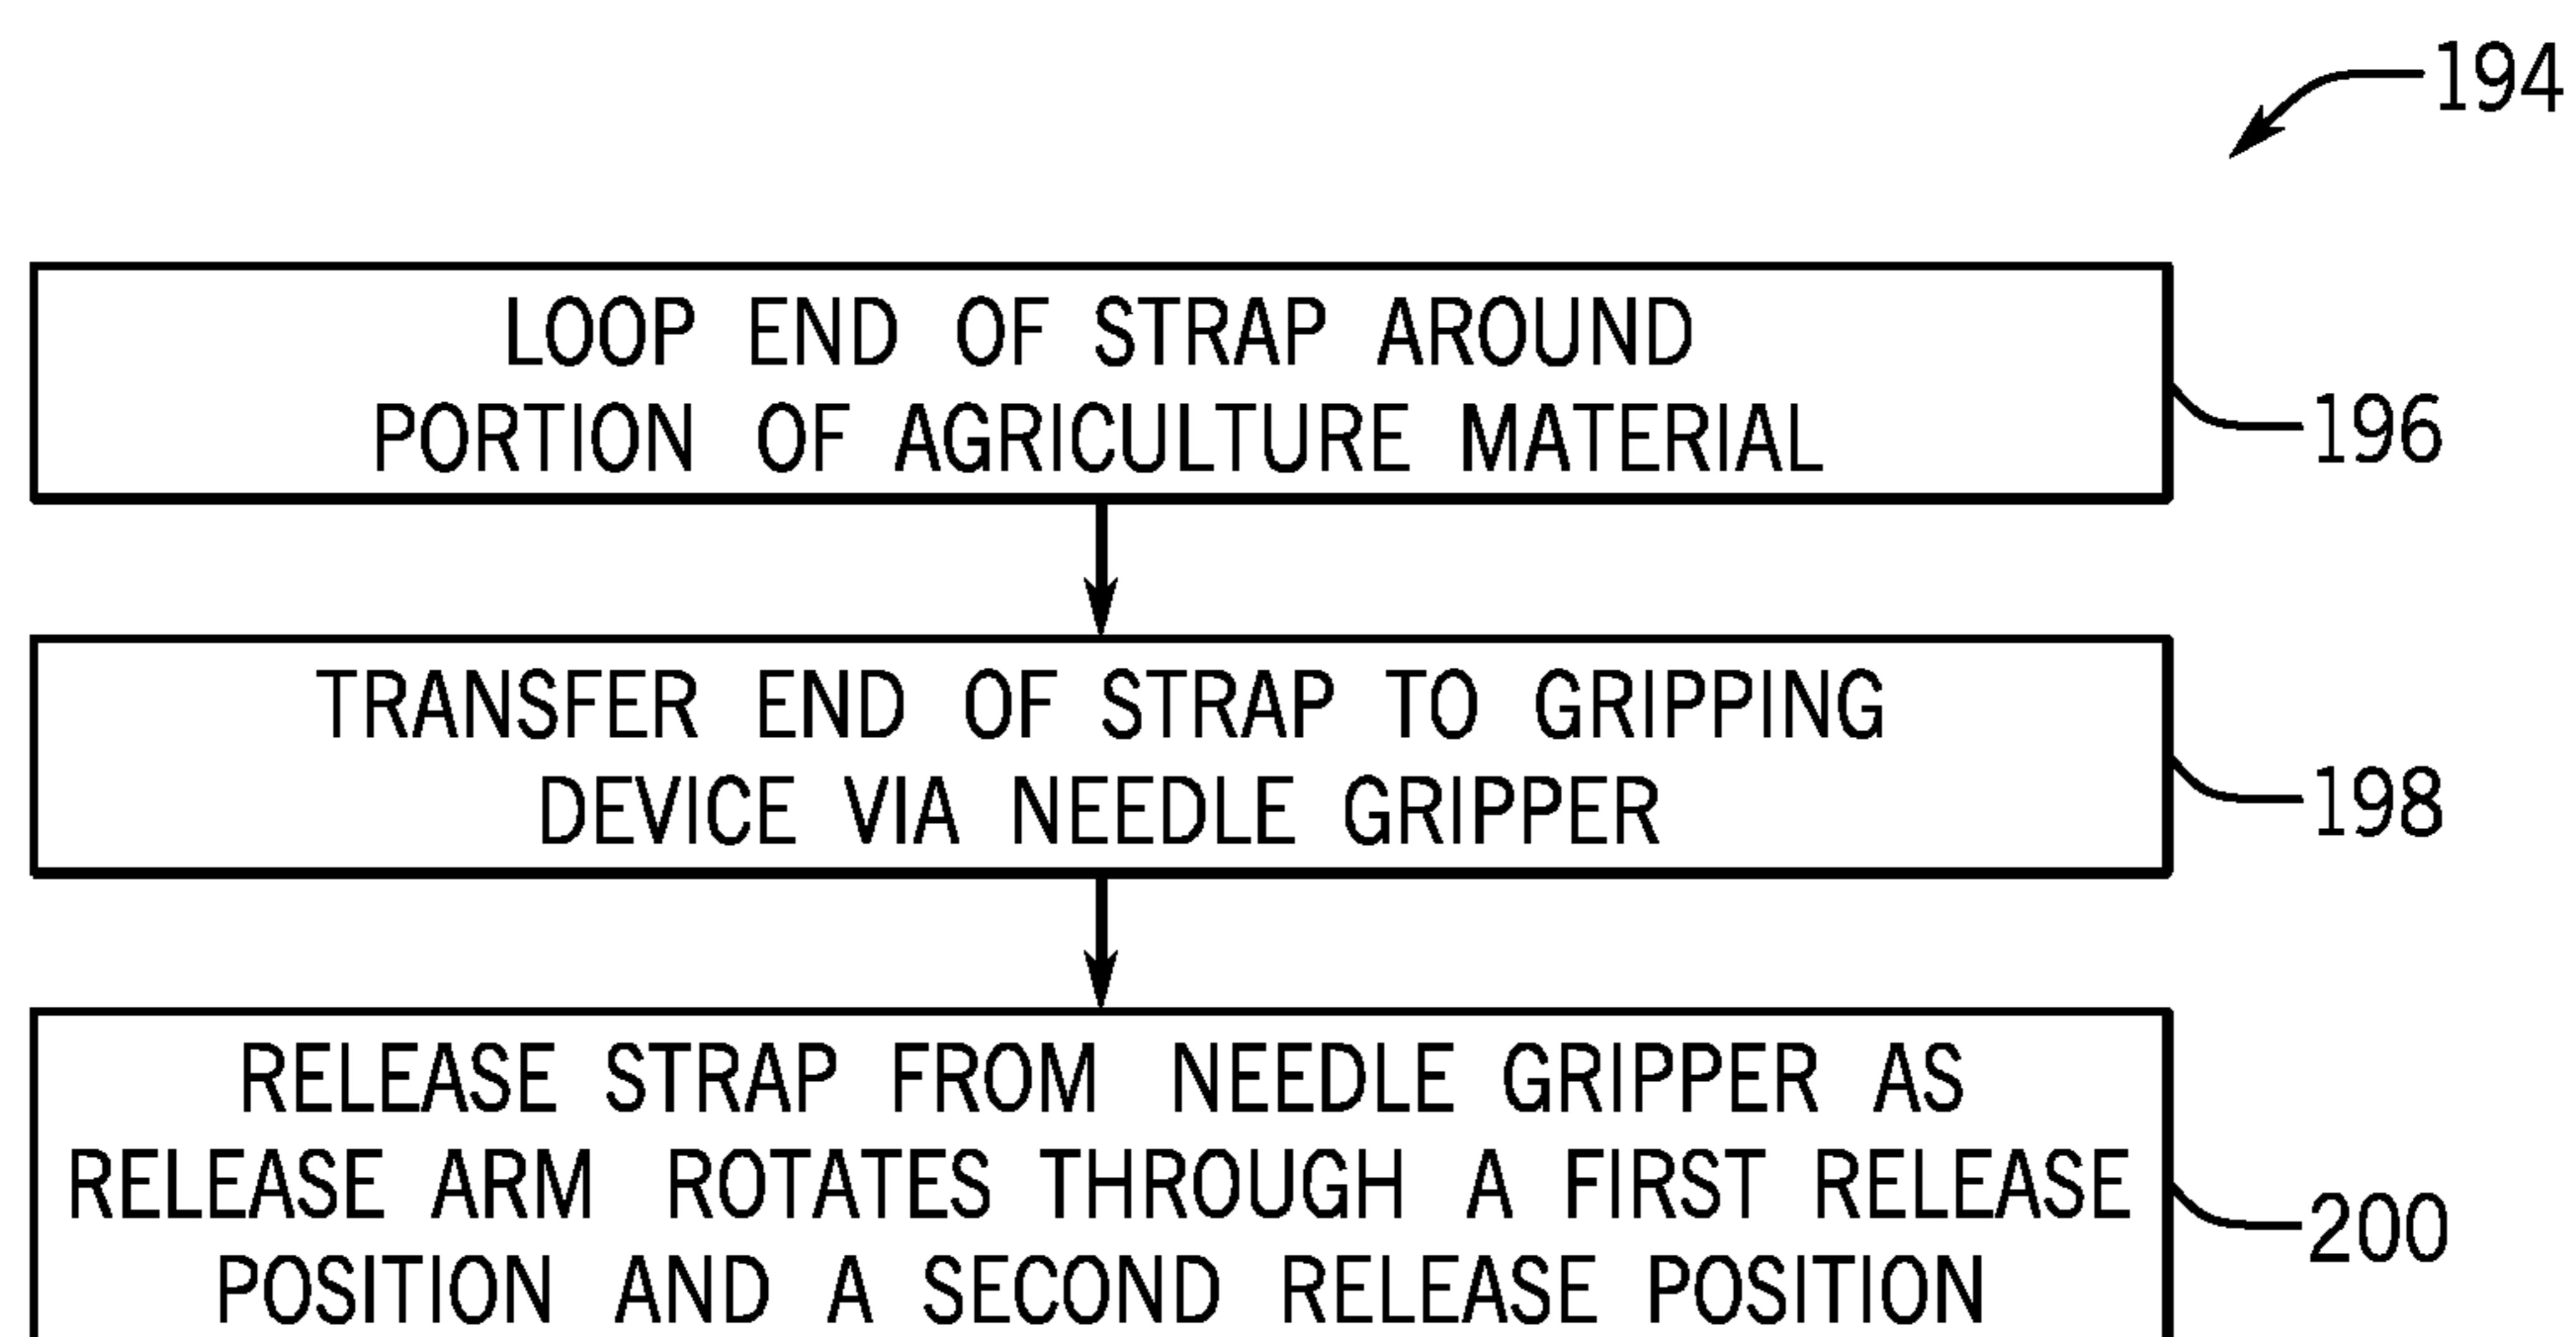 194
LOOP END OF STRAP AROUND
PORTION OF AGRICULTURE MATERIAL
196
TRANSFER END OF STRAP TO GRIPPING
DEVICE VIA NEEDLE GRIPPER
198
RELEASE STRAP FROM NEEDLE GRIPPER AS
RELEASE ARM ROTATES THROUGH A FIRST RELEASE
POSITION AND A SECOND RELEASE POSITION
200